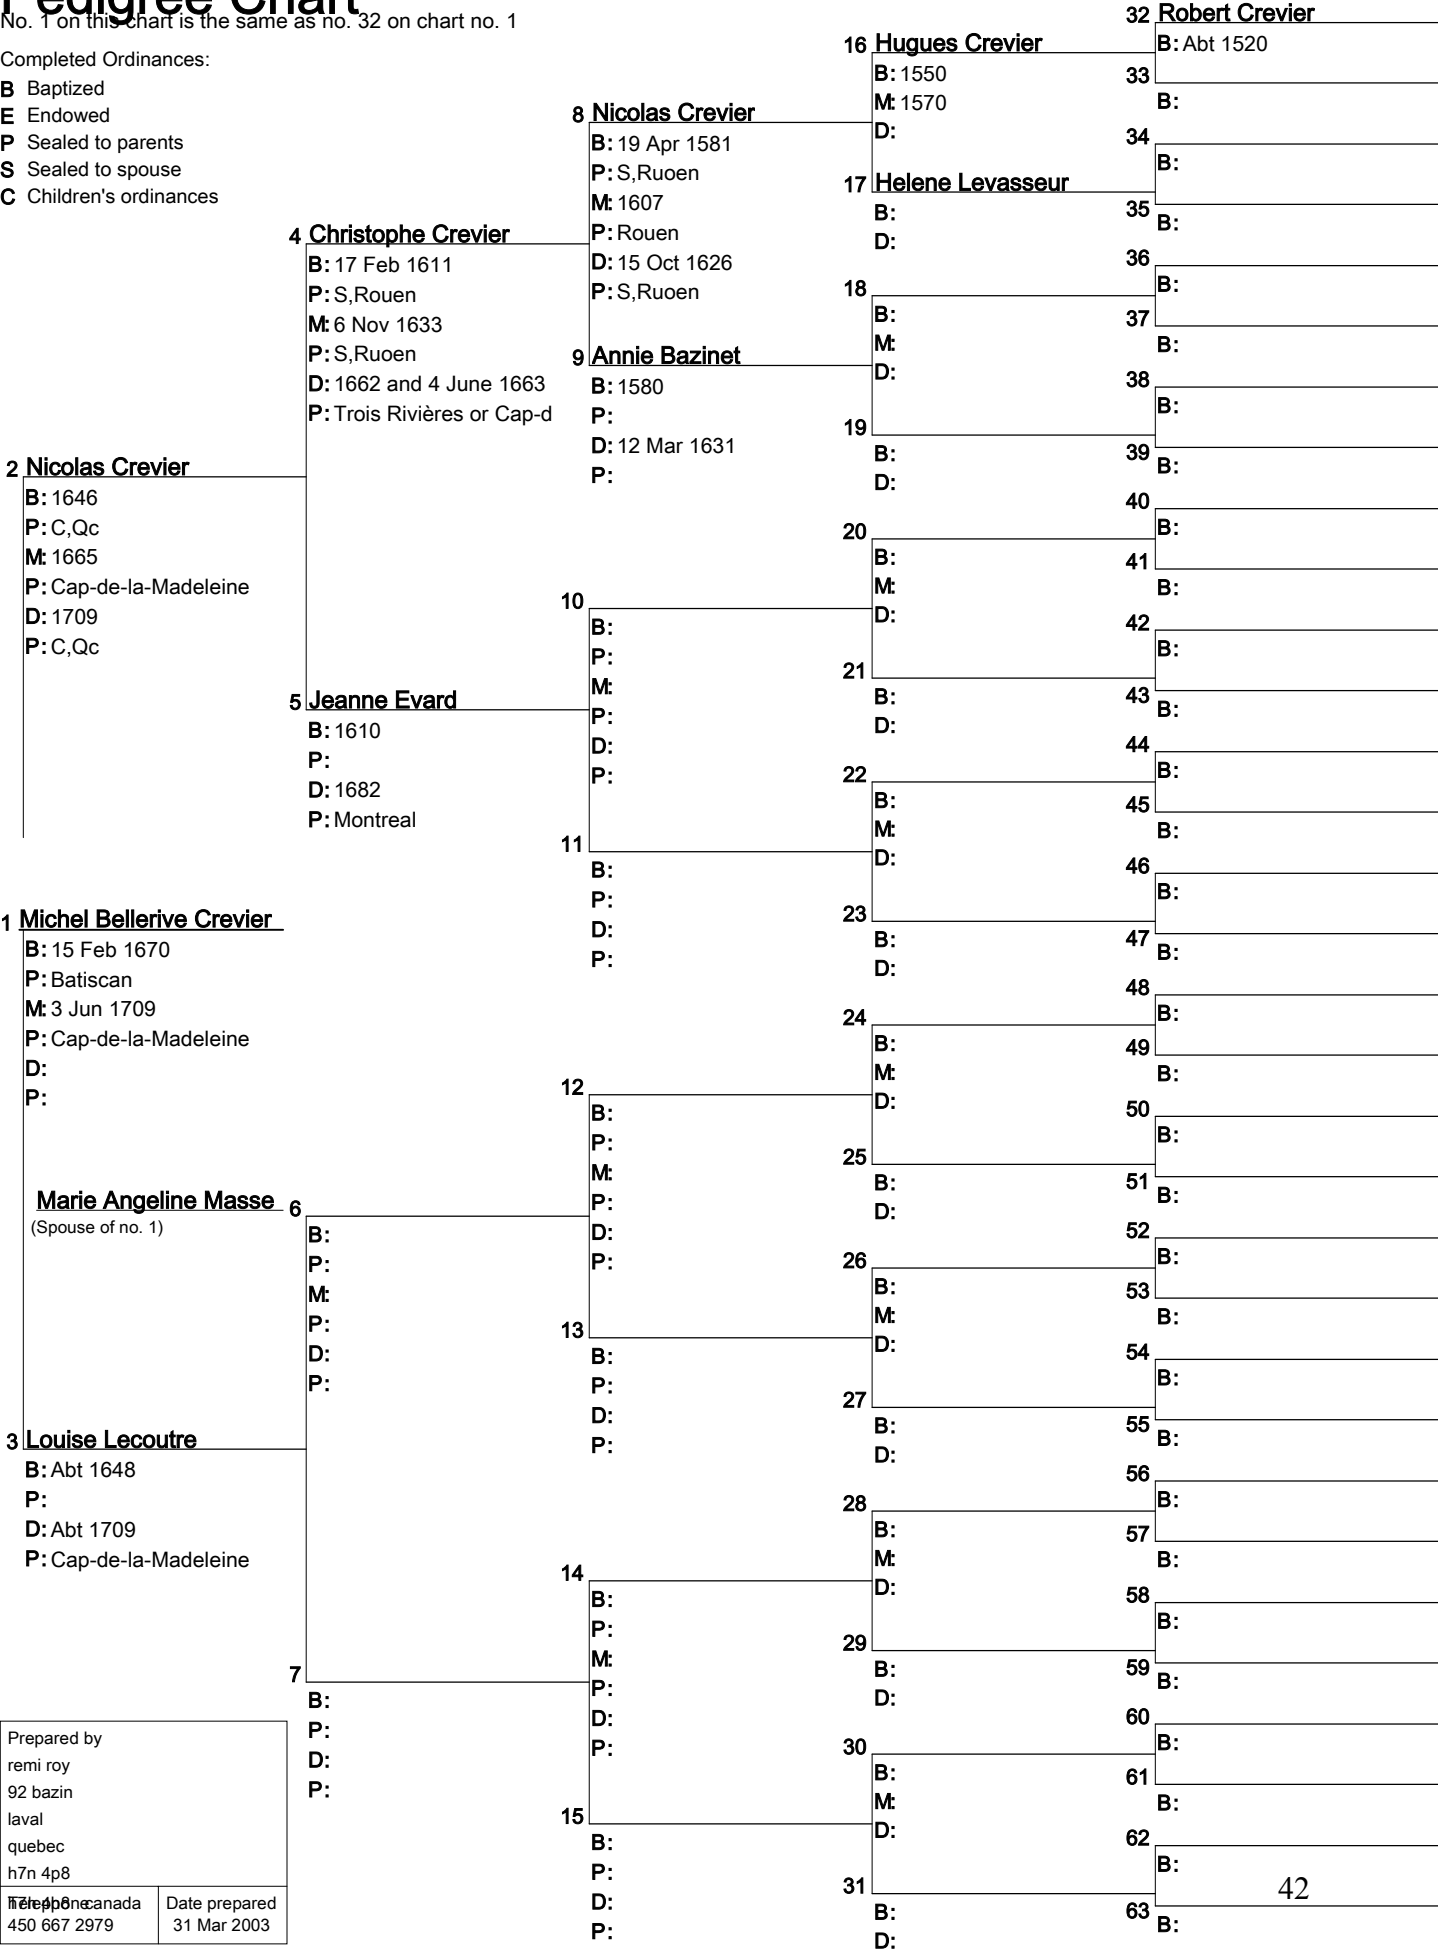 Pedigree Chart
No. 1 on this chart is the same as no. 32 on chart no. 1
Completed Ordinances:
B Baptized
E Endowed
P Sealed to parents
S Sealed to spouse
C Children's ordinances
2 Nicolas Crevier
B: 1646
P: C,Qc
M: 1665
P: Cap-de-la-Madeleine
D: 1709
P: C,Qc
1 Michel Bellerive Crevier
B: 15 Feb 1670
P: Batiscan
M: 3 Jun 1709
P: Cap-de-la-Madeleine
D:
P:
Marie Angeline Masse
(Spouse of no. 1)
3 Louise Lecoutre
B: Abt 1648
P:
D: Abt 1709
P: Cap-de-la-Madeleine
Prepared by
remi roy
92 bazin
laval
quebec
h7n 4p8
h7n 4p8 canada
Telephone
450 667 2979
Date prepared
31 Mar 2003
4 Christophe Crevier
B: 17 Feb 1611
P: S,Rouen
M: 6 Nov 1633
P: S,Ruoen
D: 1662 and 4 June 1663
P: Trois Rivières or Cap-d
5 Jeanne Evard
B: 1610
P:
D: 1682
P: Montreal
6
B:
P:
M:
P:
D:
P:
7
B:
P:
D:
P:
8 Nicolas Crevier
B: 19 Apr 1581
P: S,Ruoen
M: 1607
P: Rouen
D: 15 Oct 1626
P: S,Ruoen
9 Annie Bazinet
B: 1580
P:
D: 12 Mar 1631
P:
10
B:
P:
M:
P:
D:
P:
11
B:
P:
D:
P:
12
B:
P:
M:
P:
D:
P:
13
B:
P:
D:
P:
14
B:
P:
M:
P:
D:
P:
15
B:
P:
D:
P:
16 Hugues Crevier
B: 1550
M: 1570
D:
17 Helene Levasseur
B:
D:
18
B:
M:
D:
19
B:
D:
20
B:
M:
D:
21
B:
D:
22
B:
M:
D:
23
B:
D:
24
B:
M:
D:
25
B:
D:
26
B:
M:
D:
27
B:
D:
28
B:
M:
D:
29
B:
D:
30
B:
M:
D:
31
B:
D:
32 Robert Crevier
B: Abt 1520
33
B:
34
B:
35
B:
36
B:
37
B:
38
B:
39
B:
40
B:
41
B:
42
B:
43
B:
44
B:
45
B:
46
B:
47
B:
48
B:
49
B:
50
B:
51
B:
52
B:
53
B:
54
B:
55
B:
56
B:
57
B:
58
B:
59
B:
60
B:
61
B:
62
B:
63
B:
42